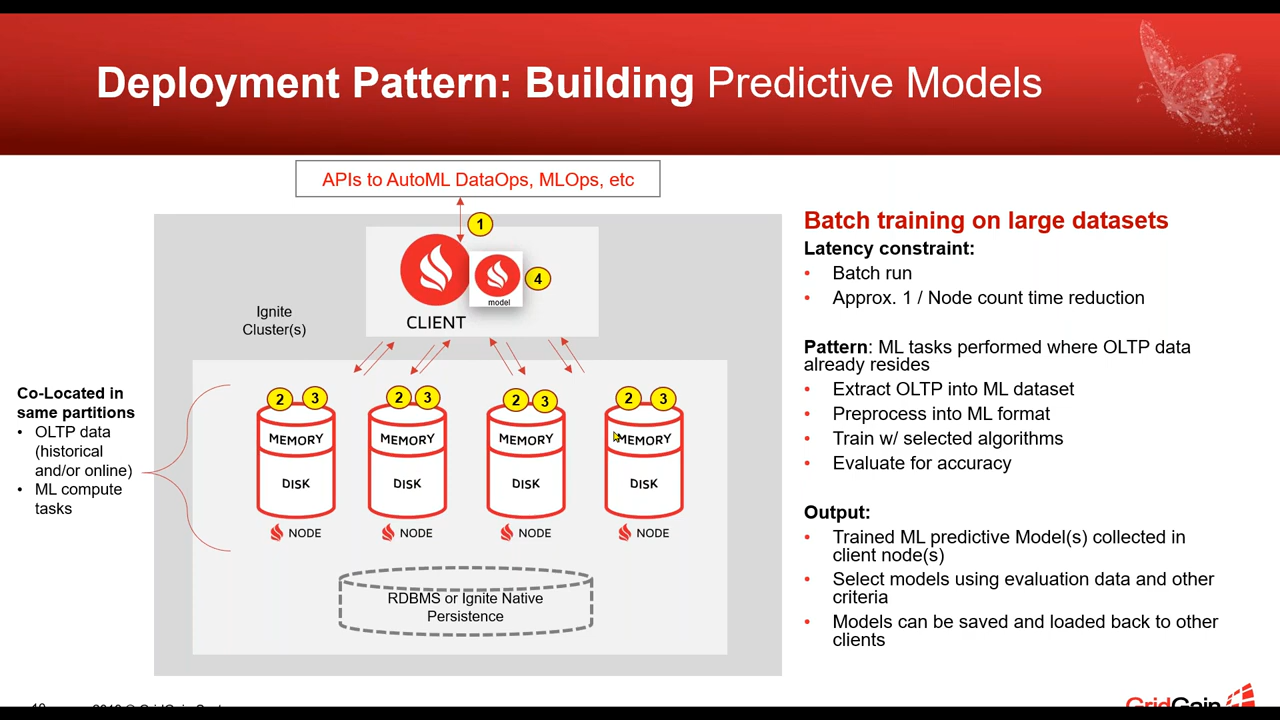 Deployment Pattern: Building Predictive Models
APIs to AutoML DataOps, MLOps, etc
1
4
model
CLIENT
Ignite
Cluster(s)
Co-Located in
same partitions
• OLTP data
(historical
and/or online)
• ML compute
tasks
2 3
2 3
2 3
2 3
MEMORY
MEMORY
MEMORY
MEMORY
DISK
DISK
DISK
DISK
NODE
NODE
NODE
NODE
RDBMS or Ignite Native
Persistence
Batch training on large datasets
Latency constraint:
• Batch run
• Approx. 1 / Node count time reduction
Pattern: ML tasks performed where OLTP data
already resides
• Extract OLTP into ML dataset
• Preprocess into ML format
• Train w/ selected algorithms
• Evaluate for accuracy
Output:
• Trained ML predictive Model(s) collected in
client node(s)
• Select models using evaluation data and other
criteria
• Models can be saved and loaded back to other
clients
GridGain